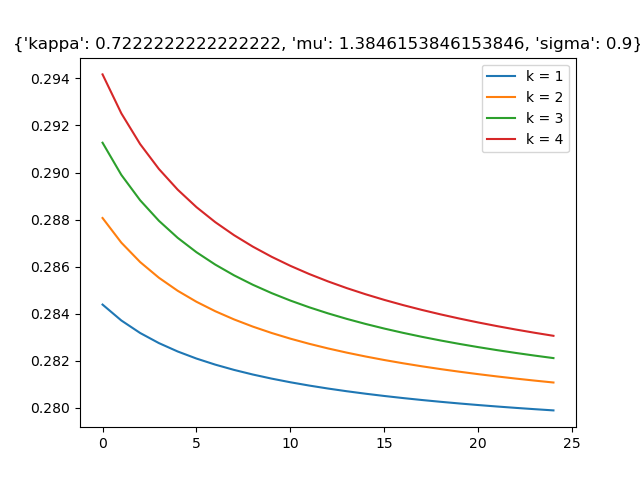 {'kappa': 0.7222222222222222, 'mu': 1.3846153846153846, 'sigma': 0.9}
k = 1
k = 2
k = 3
k = 4
0.294
0.292
0.290
0.288
0.286
0.284
0.282
0.280
0 5 10 15 20 25